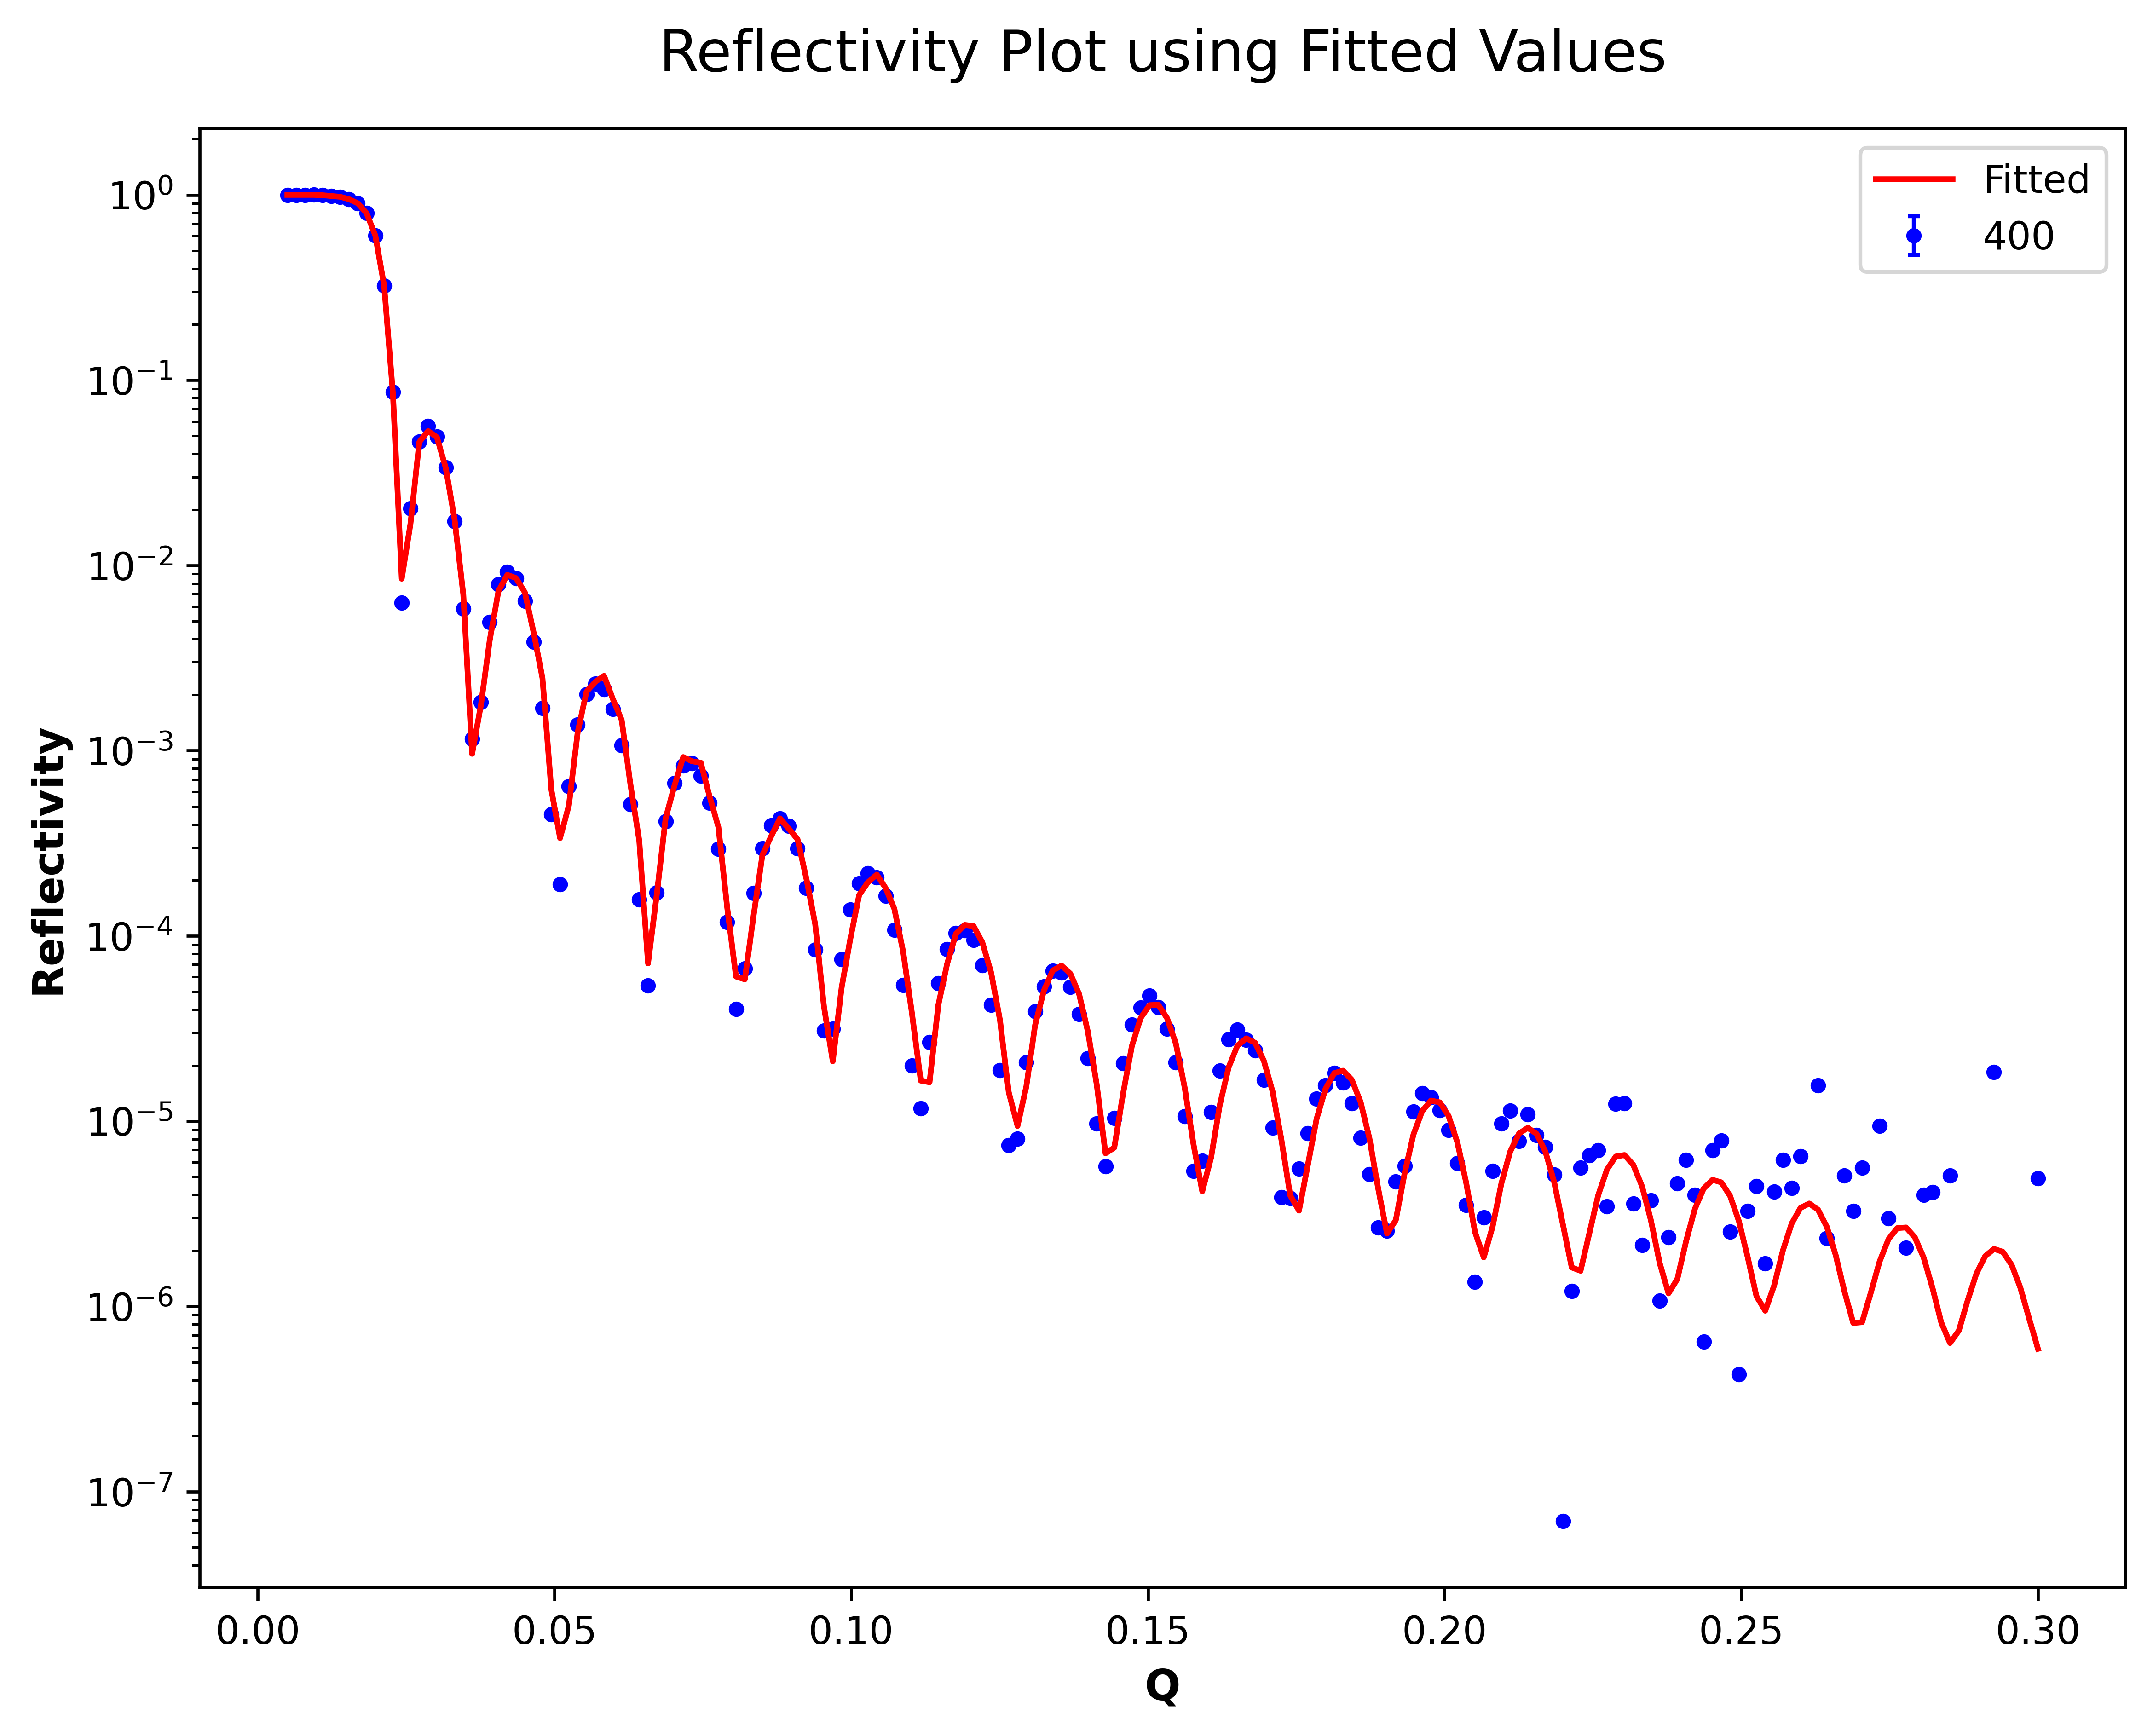 Reflectivity Plot using Fitted Values
Fitted
400
10⁰
10⁻¹
10⁻²
10⁻³
10⁻⁴
10⁻⁵
10⁻⁶
10⁻⁷
Reflectivity
0.00 0.05 0.10 0.15 0.20 0.25 0.30
Q